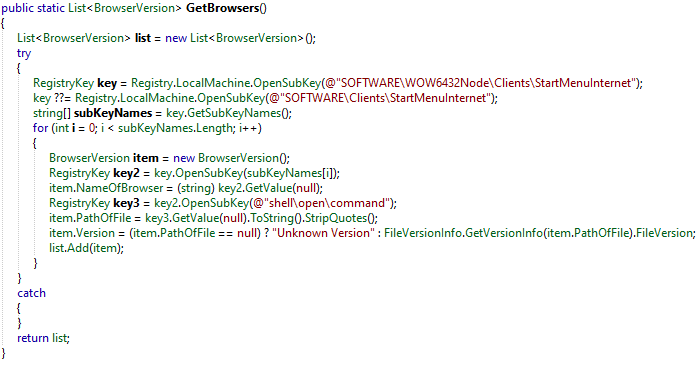 public static List<BrowserVersion> GetBrowsers()
{
List<BrowserVersion> list = new List<BrowserVersion>();
try
{
RegistryKey key = Registry.LocalMachine.OpenSubKey(@"SOFTWARE\WOW6432Node\Clients\StartMenuInternet");
key ??= Registry.LocalMachine.OpenSubKey(@"SOFTWARE\Clients\StartMenuInternet");
string[] subKeyNames = key.GetSubKeyNames();
for (int i = 0; i < subKeyNames.Length; i++)
{
BrowserVersion item = new BrowserVersion();
RegistryKey key2 = key.OpenSubKey(subKeyNames[i]);
item.NameOfBrowser = (string) key2.GetValue(null);
RegistryKey key3 = key2.OpenSubKey(@"shell\open\command");
item.PathOfFile = key3.GetValue(null).ToString().StripQuotes();
item.Version = (item.PathOfFile == null) ? "Unknown Version" : FileVersionInfo.GetVersionInfo(item.PathOfFile).FileVersion;
list.Add(item);
}
}
catch
{
}
return list;
}